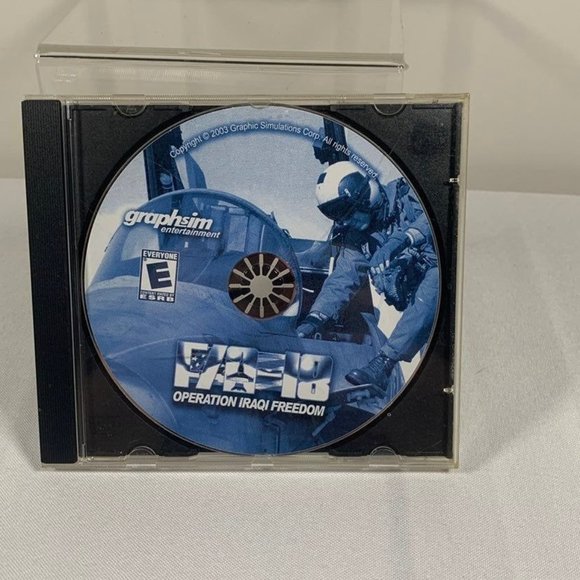 Copyright © 2003 Graphic Simulations Corp. All rights reserved.
graphsim
entertainment
EVERYONE
E
CONTENT RATED BY
ESRB
F/A-18
OPERATION IRAQI FREEDOM